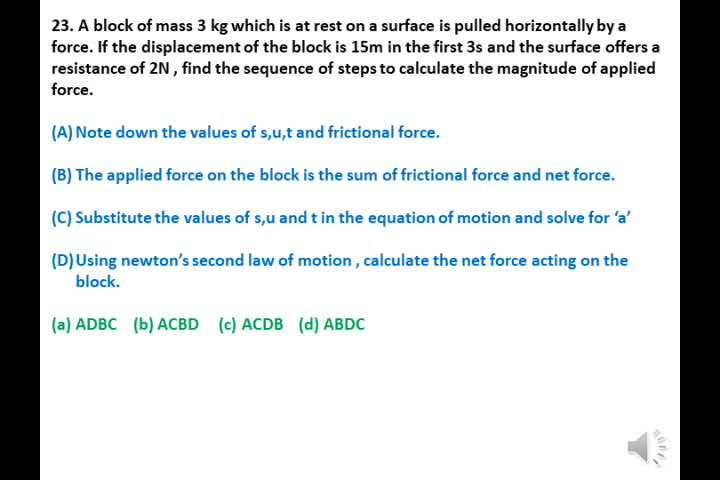 23. A block of mass 3 kg which is at rest on a surface is pulled horizontally by a
force. If the displacement of the block is 15m in the first 3s and the surface offers a
resistance of 2N , find the sequence of steps to calculate the magnitude of applied
force.
(A) Note down the values of s,u,t and frictional force.
(B) The applied force on the block is the sum of frictional force and net force.
(C) Substitute the values of s,u and t in the equation of motion and solve for ‘a’
(D) Using newton’s second law of motion , calculate the net force acting on the
block.
(a) ADBC (b) ACBD (c) ACDB (d) ABDC